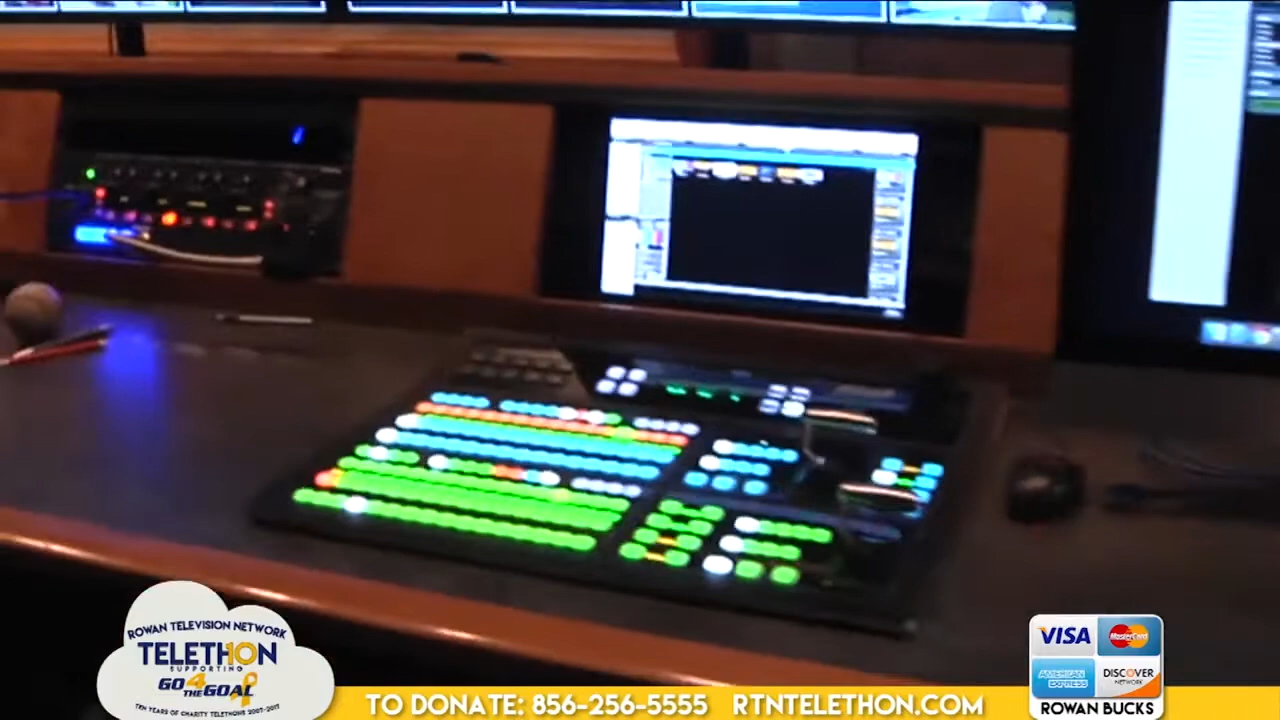 ROWAN TELEVISION NETWORK
TELETH10N
SUPPORTING
GO 4
THE GOAL
TEN YEARS OF CHARITY TELETHONS 2007-2017
TO DONATE: 856-256-5555 RTNTELETHON.COM
VISA
MasterCard
AMERICAN EXPRESS
DISCOVER
NETWORK
ROWAN BUCKS